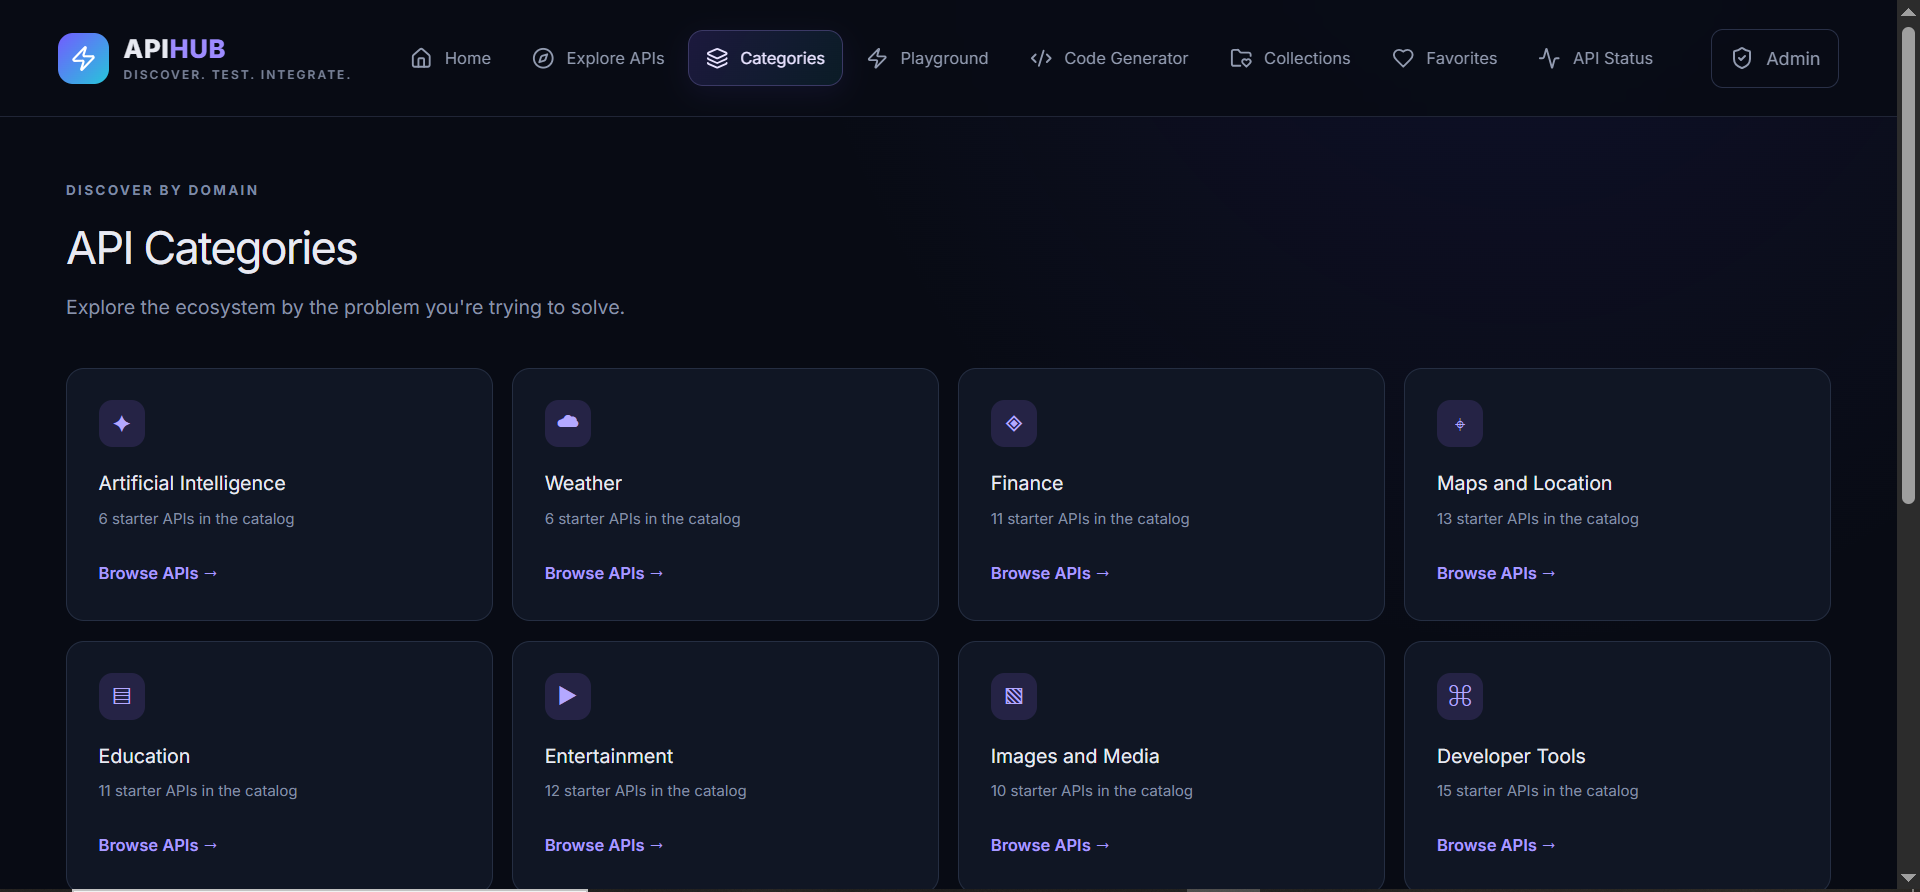 APIHUB
DISCOVER. TEST. INTEGRATE.
Home
Explore APIs
Categories
Playground
Code Generator
Collections
Favorites
API Status
Admin
DISCOVER BY DOMAIN
API Categories
Explore the ecosystem by the problem you're trying to solve.
Artificial Intelligence
6 starter APIs in the catalog
Browse APIs →
Weather
6 starter APIs in the catalog
Browse APIs →
Finance
11 starter APIs in the catalog
Browse APIs →
Maps and Location
13 starter APIs in the catalog
Browse APIs →
Education
11 starter APIs in the catalog
Browse APIs →
Entertainment
12 starter APIs in the catalog
Browse APIs →
Images and Media
10 starter APIs in the catalog
Browse APIs →
Developer Tools
15 starter APIs in the catalog
Browse APIs →